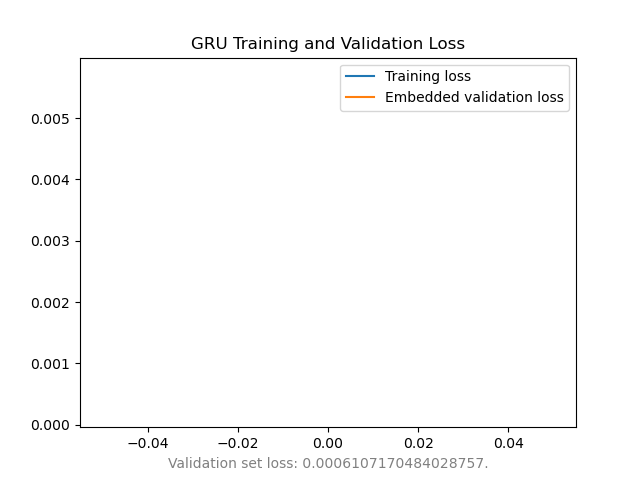 GRU Training and Validation Loss
Training loss
Embedded validation loss
0.005
0.004
0.003
0.002
0.001
0.000
−0.04 −0.02 0.00 0.02 0.04
Validation set loss: 0.0006107170484028757.